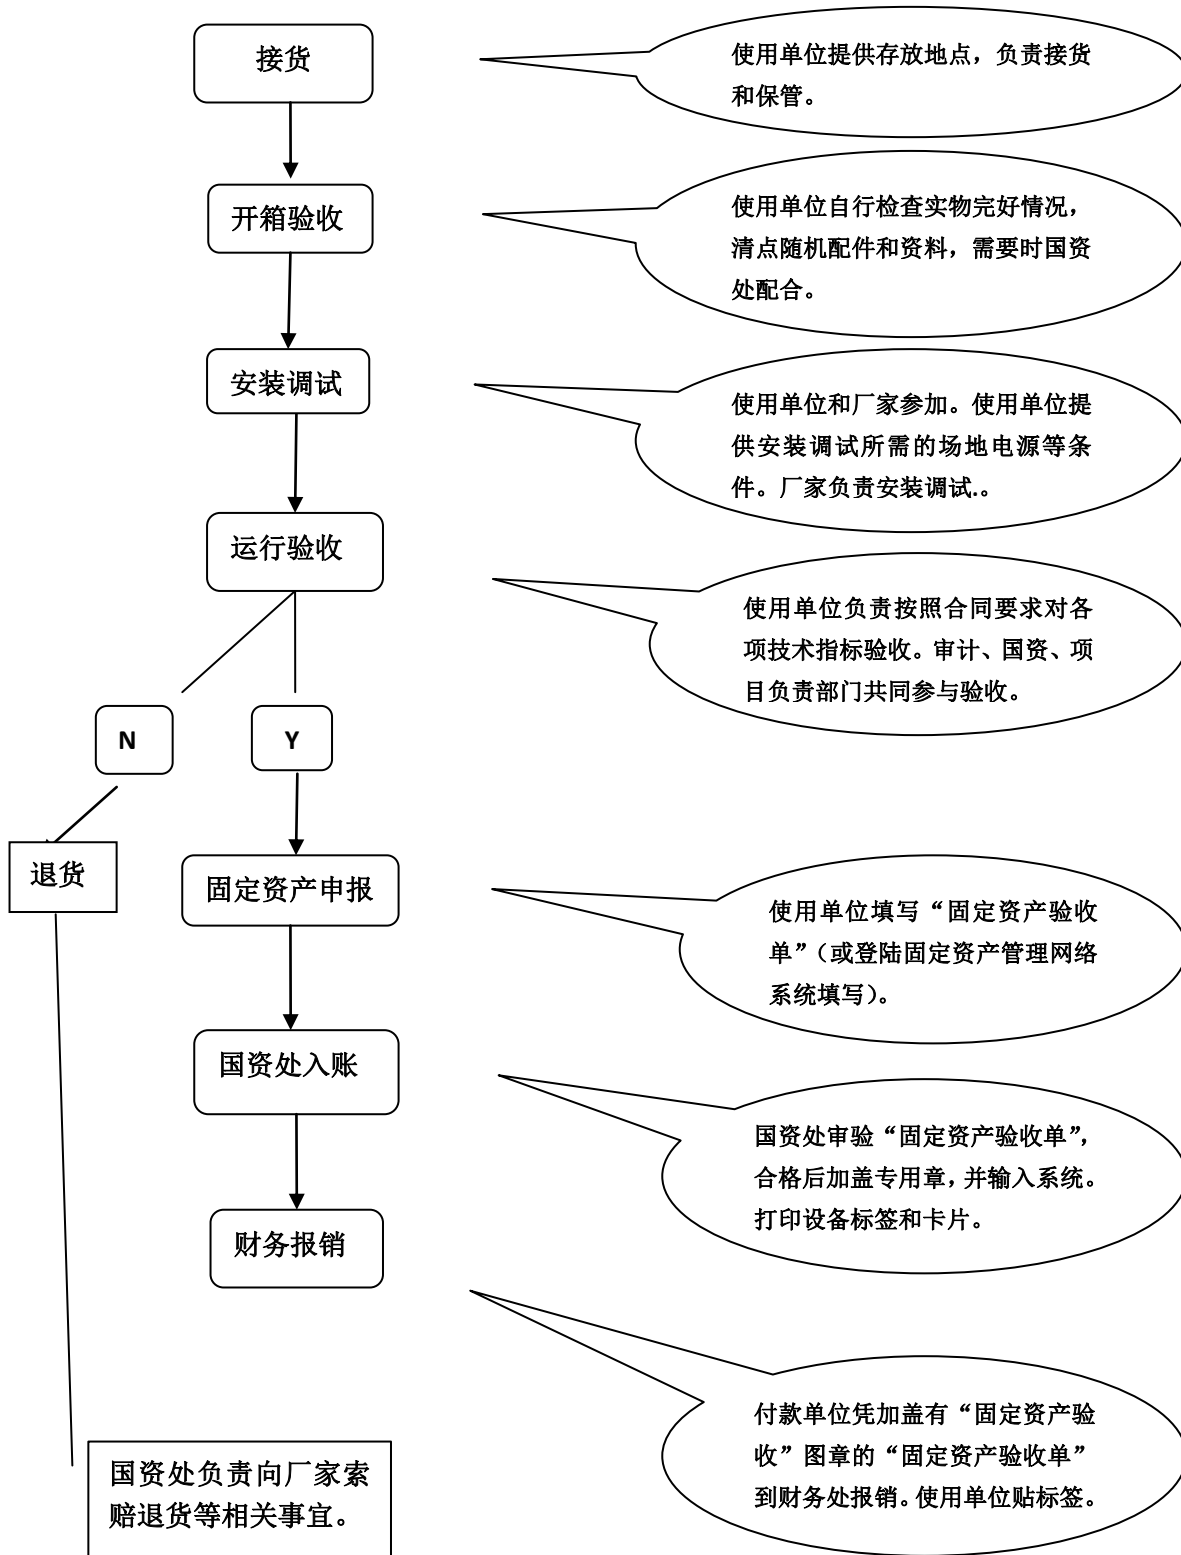 接货
使用单位提供存放地点，负责接货
和保管。
开箱验收
使用单位自行检查实物完好情况，
清点随机配件和资料，需要时国资
处配合。
安装调试
使用单位和厂家参加。使用单位提
供安装调试所需的场地电源等条
件。厂家负责安装调试.。
运行验收
使用单位负责按照合同要求对各
项技术指标验收。审计、国资、项
目负责部门共同参与验收。
N
Y
退货
固定资产申报
使用单位填写“固定资产验收
单”（或登陆固定资产管理网络
系统填写）。
国资处入账
国资处审验“固定资产验收单”，
合格后加盖专用章，并输入系统。
打印设备标签和卡片。
财务报销
付款单位凭加盖有“固定资产验
收”图章的“固定资产验收单”
到财务处报销。使用单位贴标签。
国资处负责向厂家索
赔退货等相关事宜。